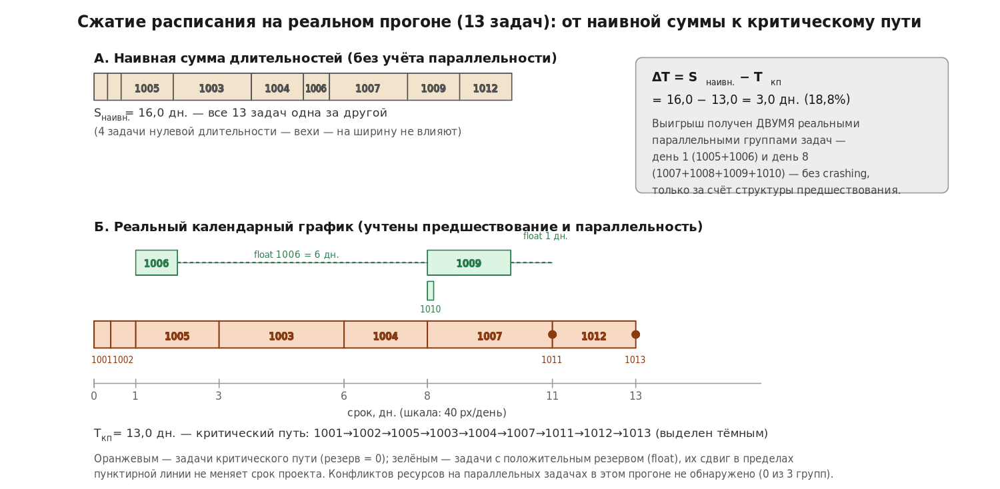 Сжатие расписания на реальном прогоне (13 задач): от наивной суммы к критическому пути
А. Наивная сумма длительностей (без учёта параллельности)
1005 1003 1004 1006 1007 1009 1012
Sнаивн.= 16,0 дн. — все 13 задач одна за другой
(4 задачи нулевой длительности — вехи — на ширину не влияют)
ΔT = S наивн. − T кп
= 16,0 − 13,0 = 3,0 дн. (18,8%)
Выигрыш получен ДВУМЯ реальными
параллельными группами задач —
день 1 (1005+1006) и день 8
(1007+1008+1009+1010) — без crashing,
только за счёт структуры предшествования.
Б. Реальный календарный график (учтены предшествование и параллельность)
float 1 дн.
float 1006 = 6 дн.
1006 1009
1010
1005 1003 1004 1007 1012
1001 1002 1011 1013
0 1 3 6 8 11 13
срок, дн. (шкала: 40 px/день)
Tкп= 13,0 дн. — критический путь: 1001→1002→1005→1003→1004→1007→1011→1012→1013 (выделен тёмным)
Оранжевым — задачи критического пути (резерв = 0); зелёным — задачи с положительным резервом (float), их сдвиг в пределах
пунктирной линии не меняет срок проекта. Конфликтов ресурсов на параллельных задачах в этом прогоне не обнаружено (0 из 3 групп).